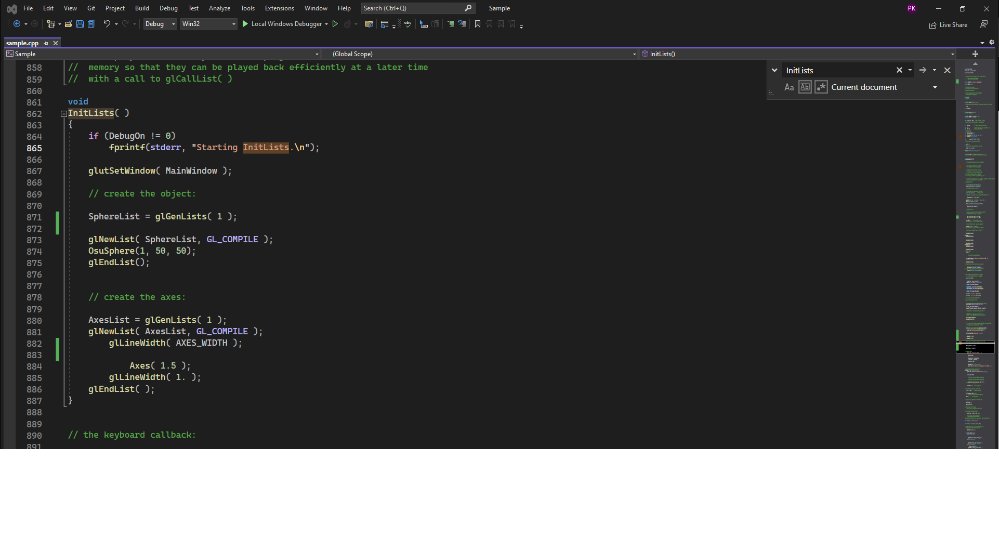 File Edit View Git Project Build Debug Test Analyze Tools Extensions Window Help Search (Ctrl+Q) Sample PK
Debug Win32 Local Windows Debugger Live Share
sample.cpp
Sample (Global Scope) InitLists()
InitLists
Aa Abl .* Current document
858 // memory so that they can be played back efficiently at a later time
859 // with a call to glCallList( )
860
861 void
862 InitLists( )
863 {
864 if (DebugOn != 0)
865 fprintf(stderr, "Starting InitLists.\n");
866
867 glutSetWindow( MainWindow );
868
869 // create the object:
870
871 SphereList = glGenLists( 1 );
872
873 glNewList( SphereList, GL_COMPILE );
874 OsuSphere(1, 50, 50);
875 glEndList();
876
877
878 // create the axes:
879
880 AxesList = glGenLists( 1 );
881 glNewList( AxesList, GL_COMPILE );
882 glLineWidth( AXES_WIDTH );
883
884 Axes( 1.5 );
885 glLineWidth( 1. );
886 glEndList( );
887 }
888
889
890 // the keyboard callback:
891